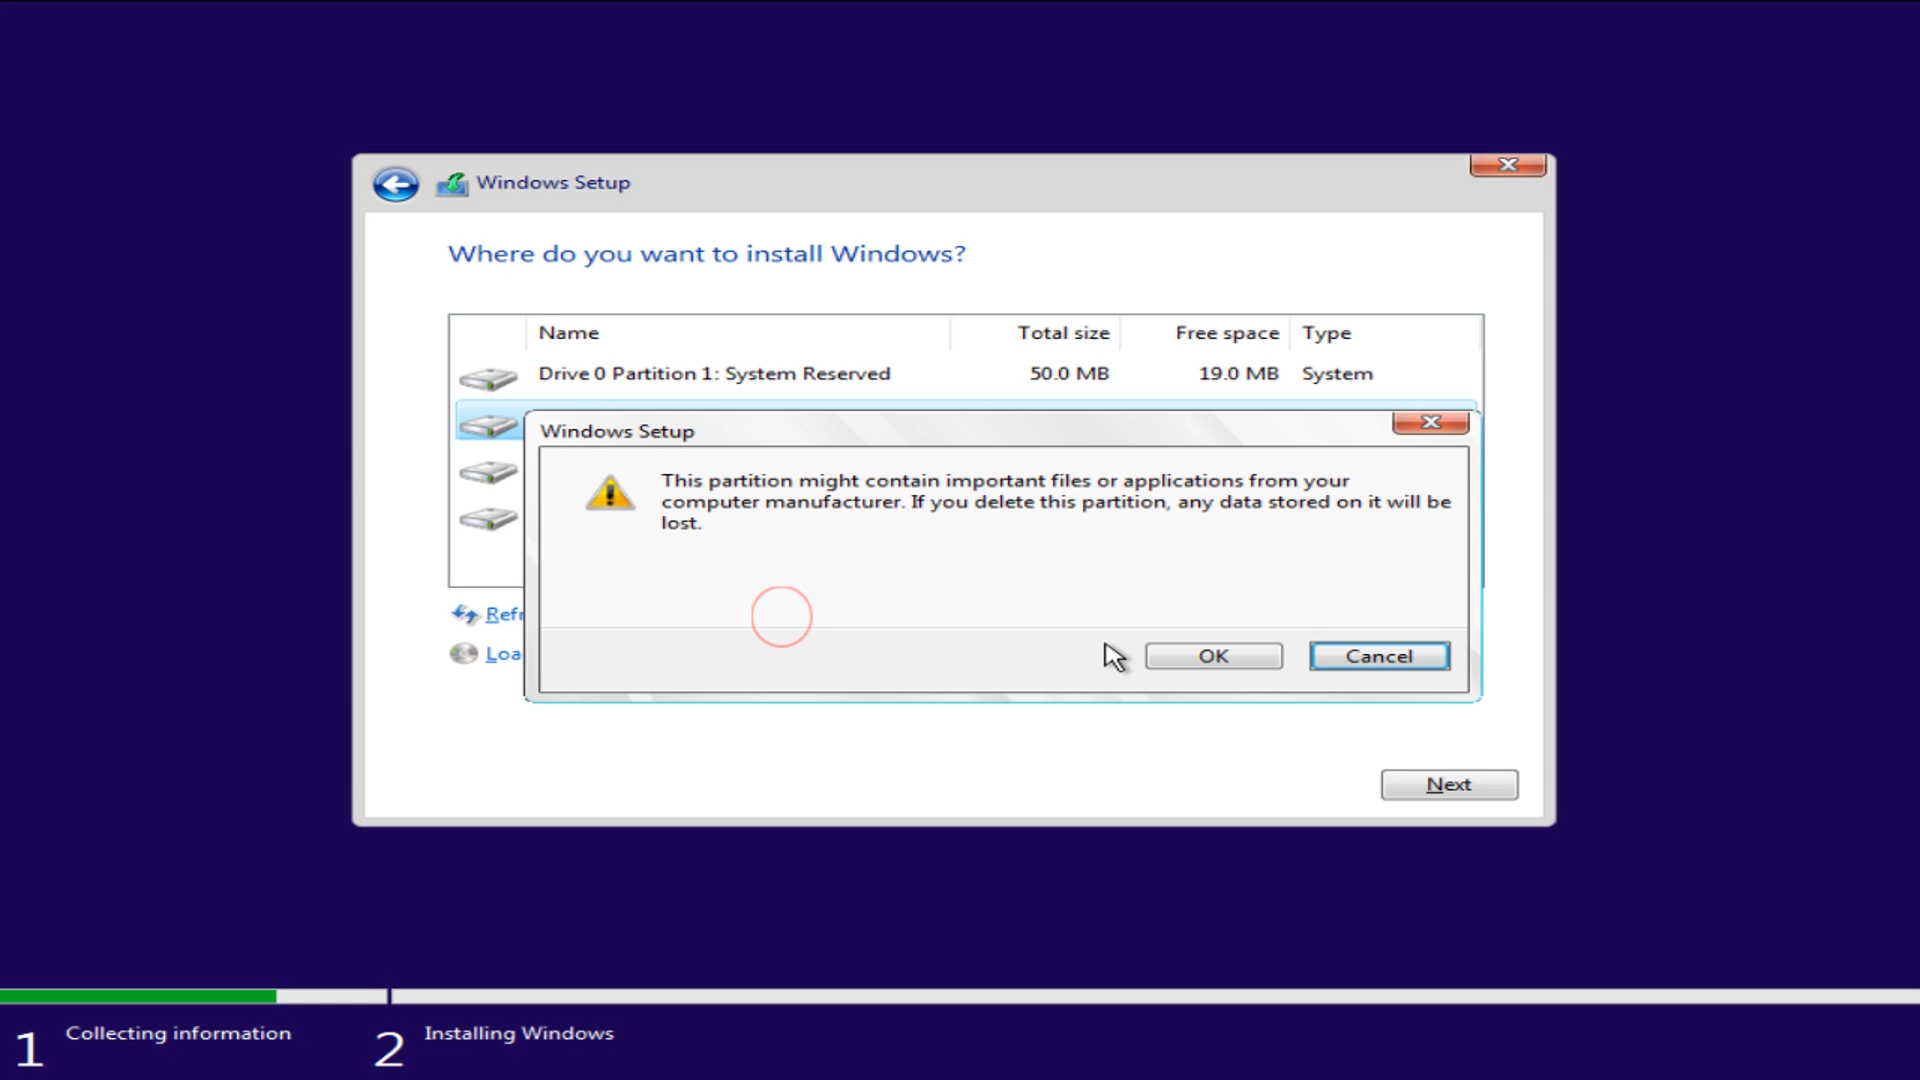 Windows Setup
Where do you want to install Windows?
Name Total size Free space Type
Drive 0 Partition 1: System Reserved 50.0 MB 19.0 MB System
Windows Setup
This partition might contain important files or applications from your
computer manufacturer. If you delete this partition, any data stored on it will be
lost.
Refr
Loa
OK Cancel
Next
1 Collecting information
2 Installing Windows